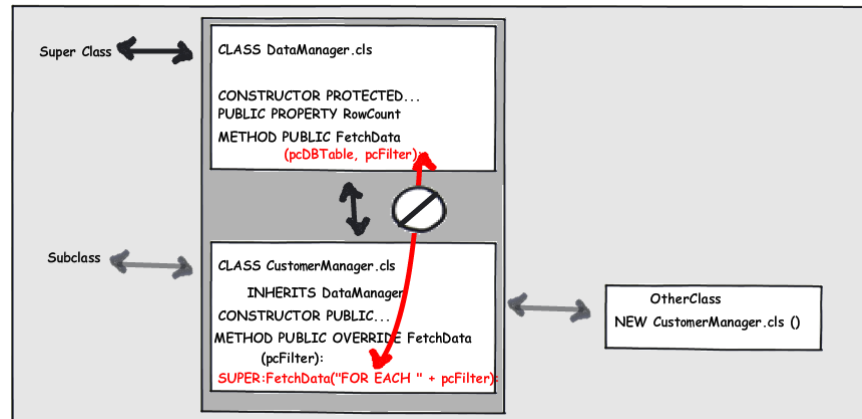 Super Class
CLASS DataManager.cls
CONSTRUCTOR PROTECTED...
PUBLIC PROPERTY RowCount
METHOD PUBLIC FetchData
(pcDBTable, pcFilter):
Subclass
CLASS CustomerManager.cls
INHERITS DataManager
CONSTRUCTOR PUBLIC...
METHOD PUBLIC OVERRIDE FetchData
(pcFilter):
SUPER:FetchData("FOR EACH " + pcFilter):
OtherClass
NEW CustomerManager.cls ()